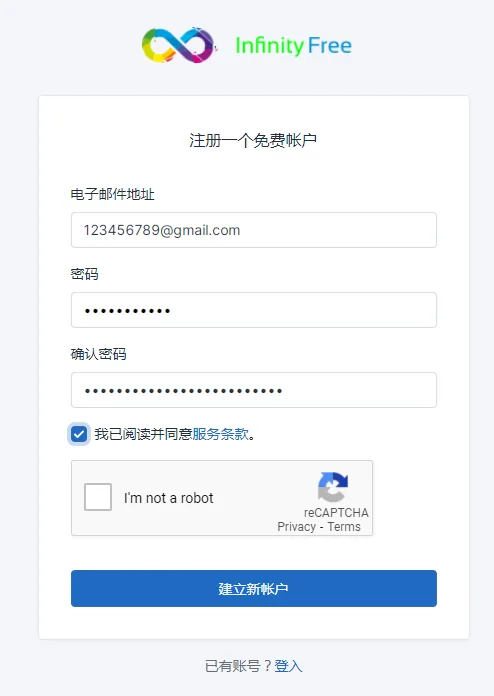 Infinity Free
注册一个免费帐户
电子邮件地址
123456789@gmail.com
密码
•••••••••••
确认密码
•••••••••••••••••••••••••
我已阅读并同意服务条款。
I'm not a robot
reCAPTCHA
Privacy - Terms
建立新帐户
已有账号？登入